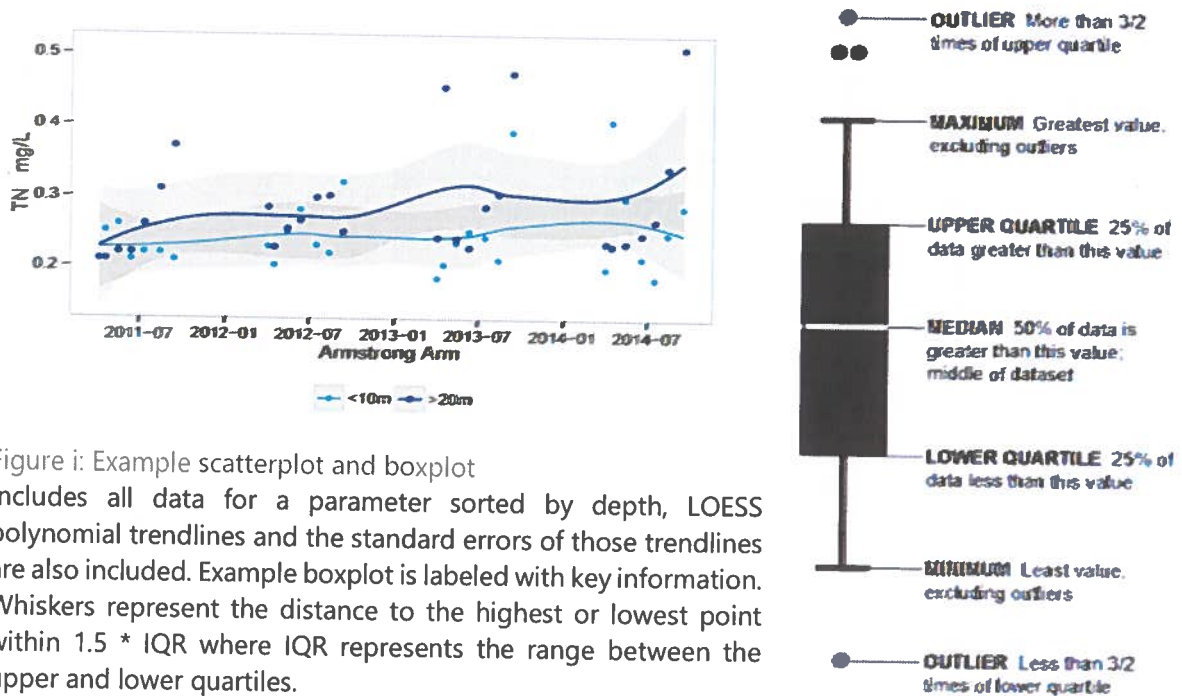 0.5
0.4
0.3
0.2
TN mg/L
2011-07 2012-01 2012-07 2013-01 2013-07 2014-01 2014-07
Armstrong Arm
<10m >20m
Figure i: Example scatterplot and boxplot
includes all data for a parameter sorted by depth, LOESS
polynomial trendlines and the standard errors of those trendlines
are also included. Example boxplot is labeled with key information.
Whiskers represent the distance to the highest or lowest point
within 1.5 * IQR where IQR represents the range between the
upper and lower quartiles.
OUTLIER More than 3/2
times of upper quartile
MAXIMUM Greatest value,
excluding outliers
UPPER QUARTILE 25% of
data greater than this value
MEDIAN 50% of data is
greater than this value;
middle of dataset
LOWER QUARTILE 25% of
data less than this value
MINIMUM Least value,
excluding outliers
OUTLIER Less than 3/2
times of lower quartile